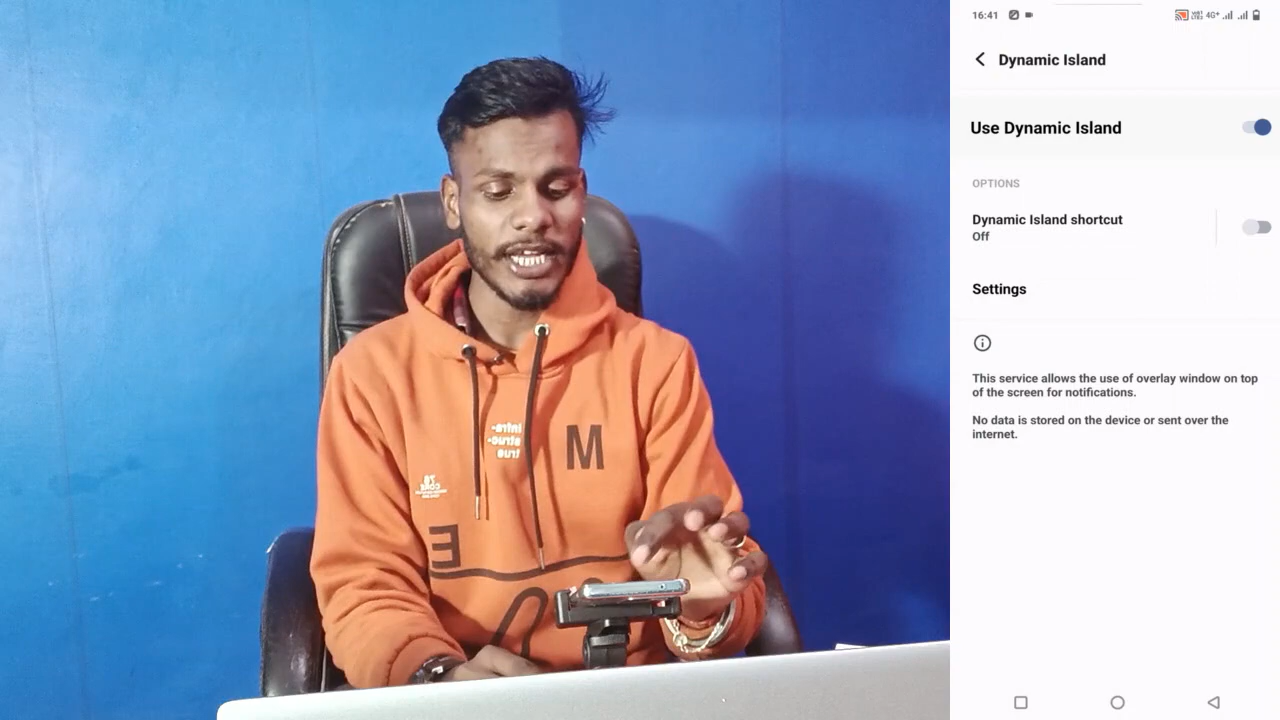 16:41
4G+
Dynamic Island
Use Dynamic Island
OPTIONS
Dynamic Island shortcut
Off
Settings
This service allows the use of overlay window on top
of the screen for notifications.
No data is stored on the device or sent over the
internet.
M
E